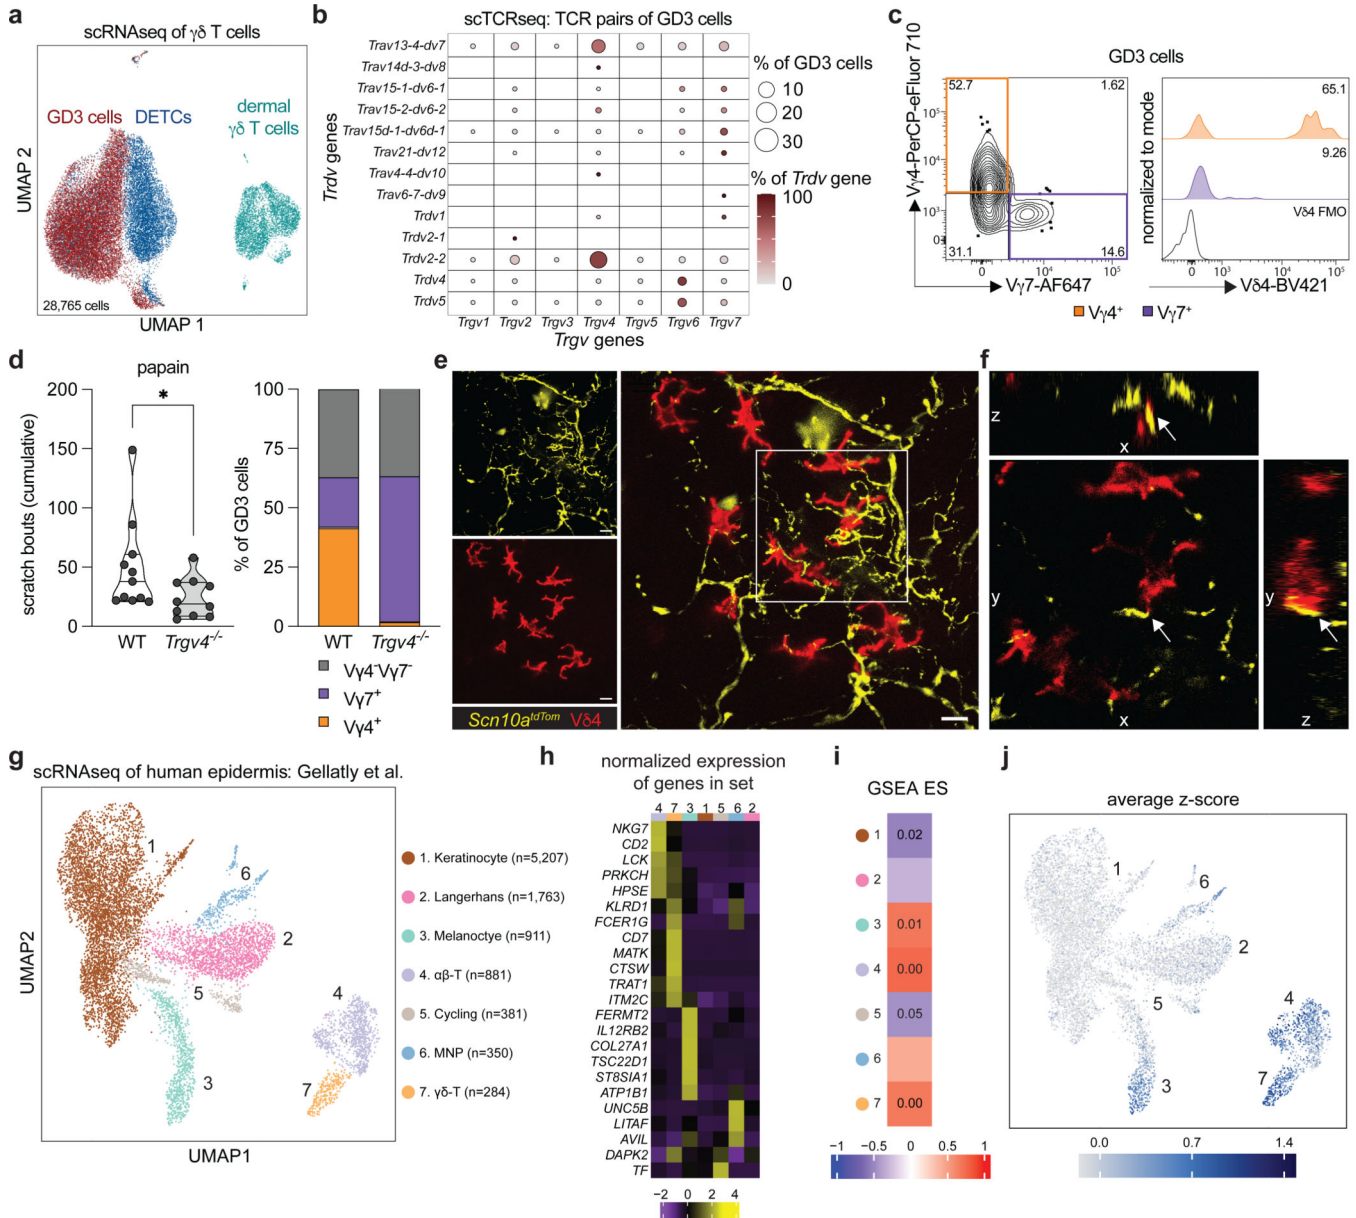 a
scRNAseq of γδ T cells
GD3 cells
DETCs
dermal
γδ T cells
28,765 cells
UMAP 1
UMAP 2
b
scTCRseq: TCR pairs of GD3 cells
Trav13-4-dv7
Trav14d-3-dv8
Trav15-1-dv6-1
Trav15-2-dv6-2
Trav15d-1-dv6d-1
Trav21-dv12
Trav4-4-dv10
Trav6-7-dv9
Trdv1
Trdv2-1
Trdv2-2
Trdv4
Trdv5
Trdv genes
Trgv1 Trgv2 Trgv3 Trgv4 Trgv5 Trgv6 Trgv7
Trgv genes
% of GD3 cells
10
20
30
% of Trdv gene
100
0
c
GD3 cells
52.7
1.62
31.1
14.6
Vγ4-PerCP-eFluor 710
10⁵
10⁴
10³
0
0 10⁴ 10⁵
Vγ7-AF647
normalized to mode
65.1
9.26
Vδ4 FMO
0 10³ 10⁴ 10⁵
Vδ4-BV421
Vγ4⁺
Vγ7⁺
d
papain
*
scratch bouts (cumulative)
200
150
100
50
0
WT Trgv4⁻/⁻
% of GD3 cells
100
75
50
25
0
WT Trgv4⁻/⁻
Vγ4⁻Vγ7⁻
Vγ7⁺
Vγ4⁺
e
Scn10aᵗᵈᵀᵒᵐ Vδ4
f
z
x
y
x
y
z
g
scRNAseq of human epidermis: Gellatly et al.
1
6
2
5
4
3
7
UMAP2
UMAP1
1. Keratinocyte (n=5,207)
2. Langerhans (n=1,763)
3. Melanoctye (n=911)
4. αβ-T (n=881)
5. Cycling (n=381)
6. MNP (n=350)
7. γδ-T (n=284)
h
normalized expression
of genes in set
4 7 3 1 5 6 2
NKG7
CD2
LCK
PRKCH
HPSE
KLRD1
FCER1G
CD7
MATK
CTSW
TRAT1
ITM2C
FERMT2
IL12RB2
COL27A1
TSC22D1
ST8SIA1
ATP1B1
UNC5B
LITAF
AVIL
DAPK2
TF
−2 0 2 4
i
GSEA ES
1 0.02
2
3 0.01
4 0.00
5 0.05
6
7 0.00
−1 −0.5 0 0.5 1
j
average z-score
1
6
2
5
4
3
7
0.0 0.7 1.4